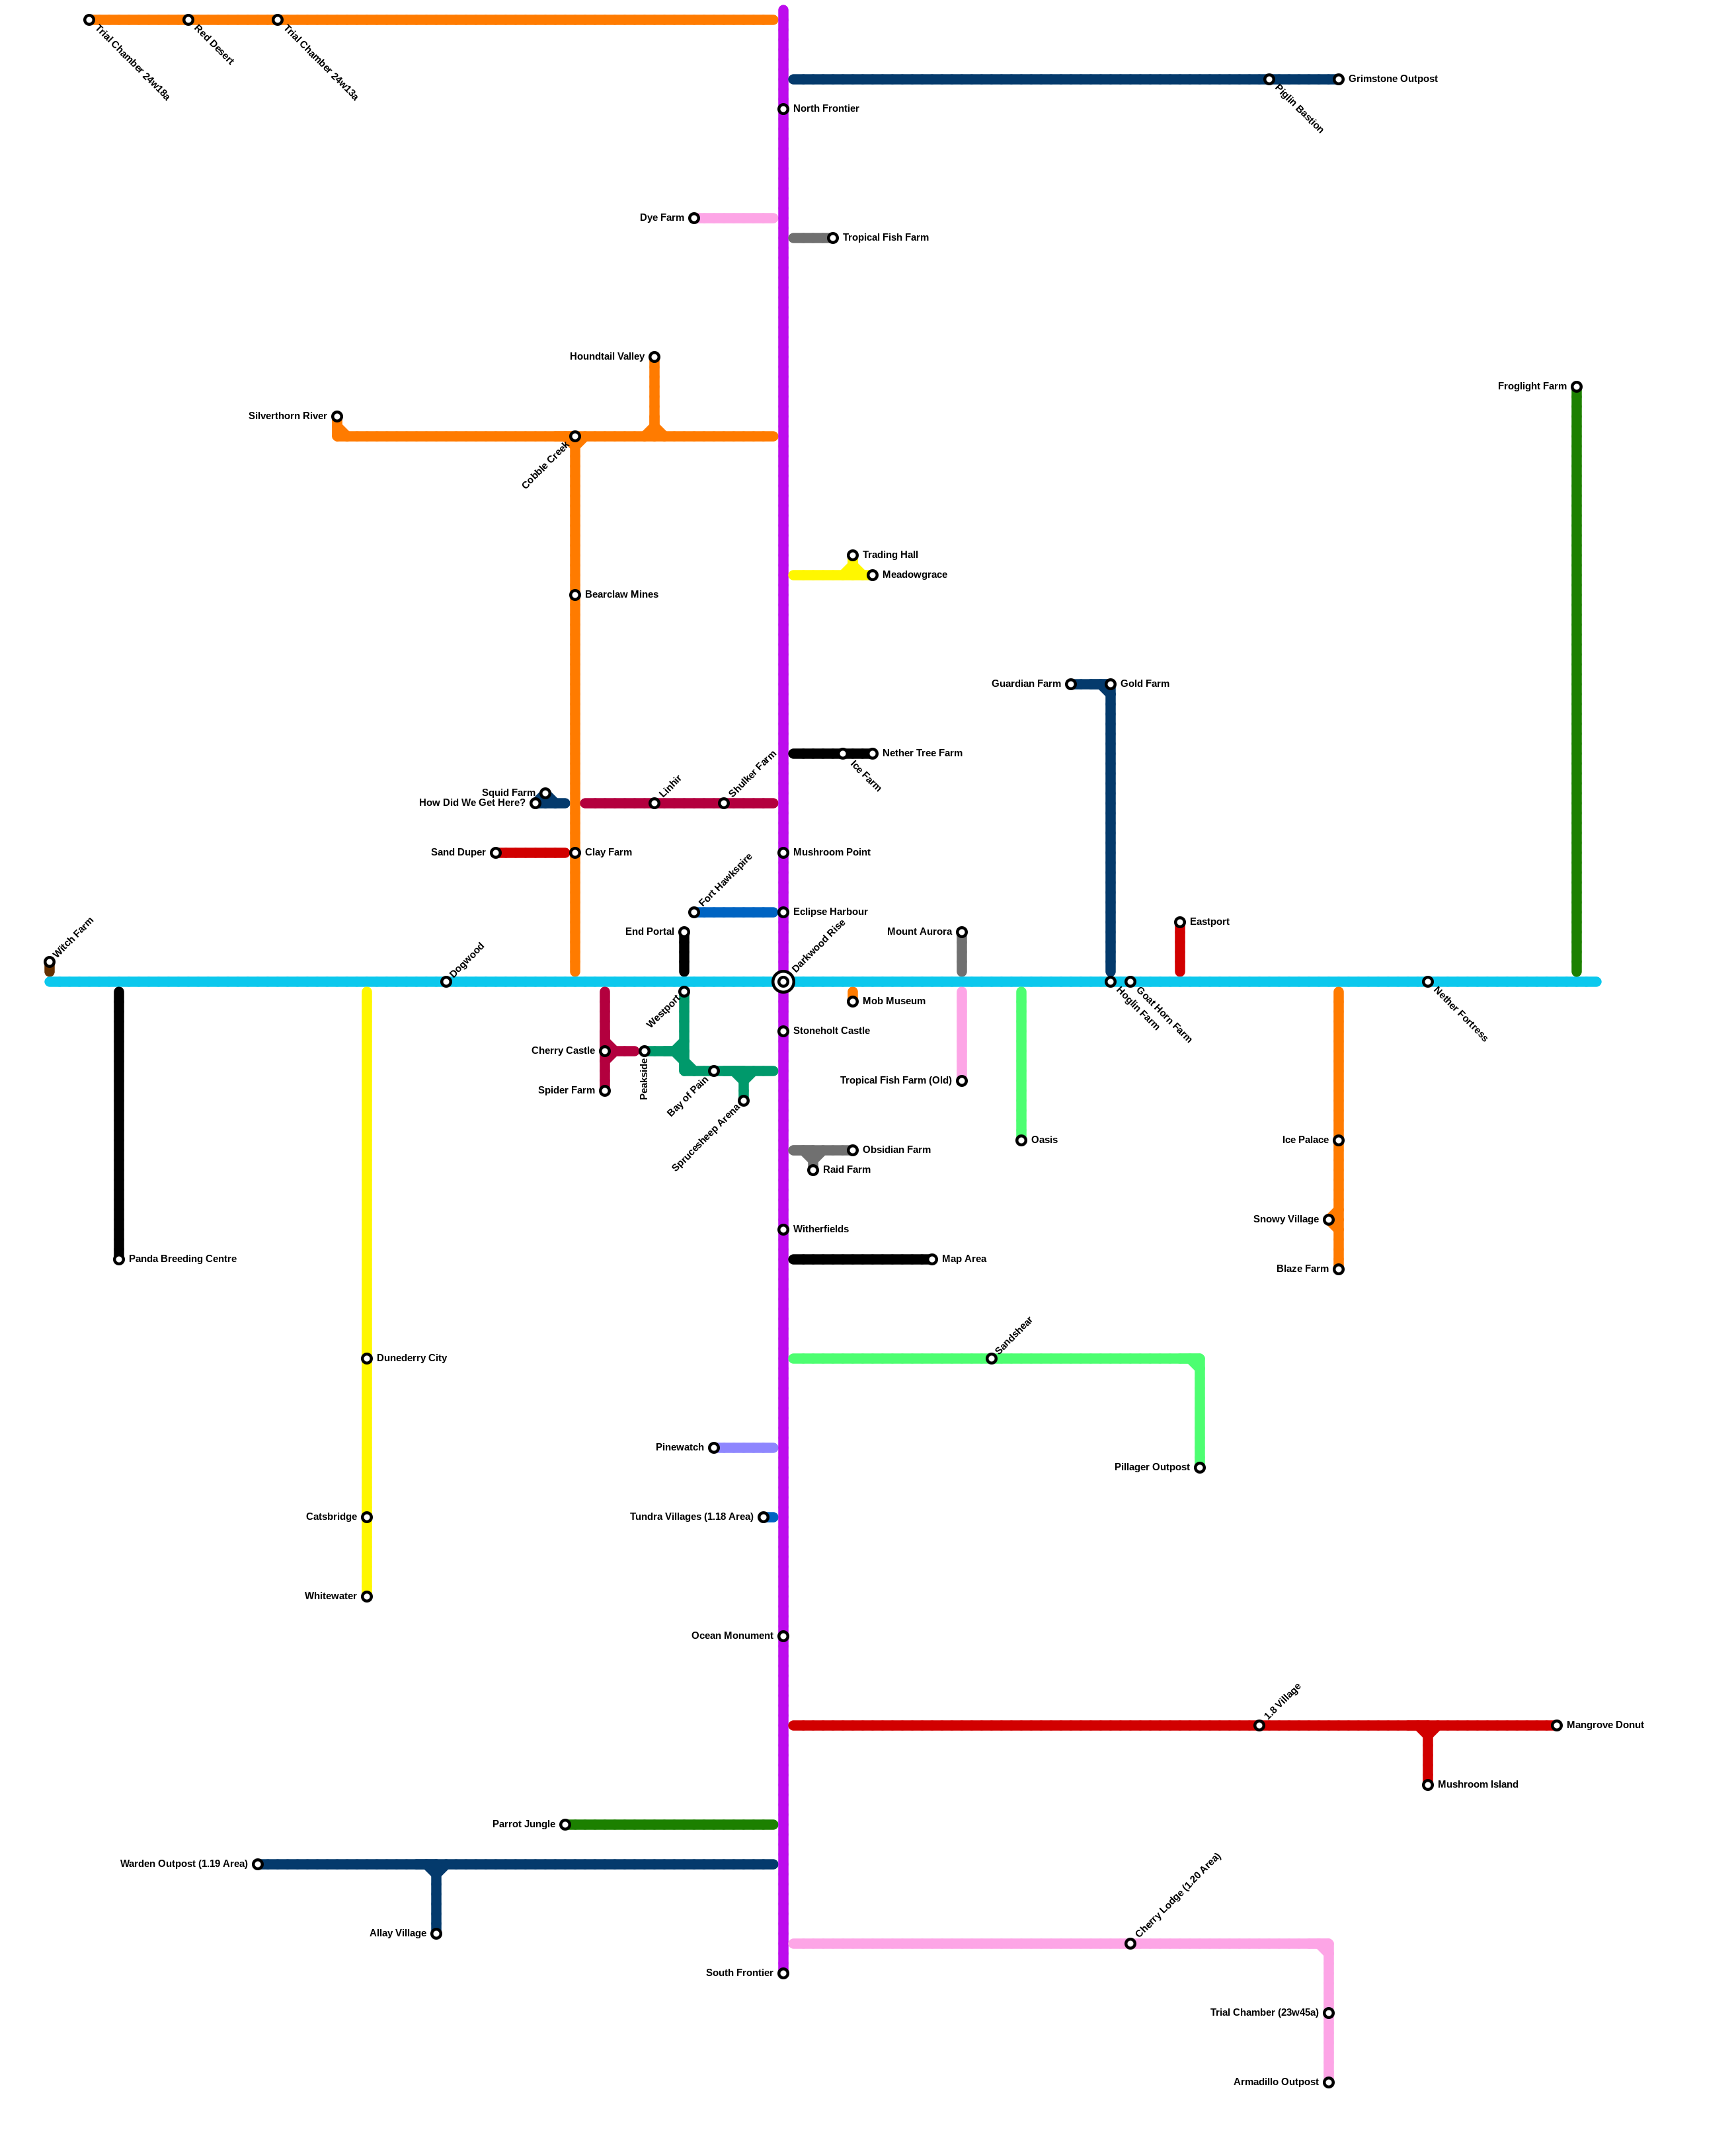 Trial Chamber 24w18a
Red Desert
Trial Chamber 24w13a
Grimstone Outpost
Piglin Bastion
North Frontier
Dye Farm
Tropical Fish Farm
Houndtail Valley
Froglight Farm
Silverthorn River
Cobble Creek
Trading Hall
Meadowgrace
Bearclaw Mines
Guardian Farm
Gold Farm
Nether Tree Farm
Ice Farm
Linhir
Shulker Farm
Squid Farm
How Did We Get Here?
Sand Duper
Clay Farm
Mushroom Point
Fort Hawkspire
Eclipse Harbour
Eastport
Witch Farm
End Portal
Mount Aurora
Dogwood
Darkwood Rise
Westport
Mob Museum
Hoglin Farm
Goat Horn Farm
Nether Fortress
Stoneholt Castle
Cherry Castle
Peakside
Bay of Pain
Spider Farm
Tropical Fish Farm (Old)
Sprucesheep Arena
Oasis
Ice Palace
Obsidian Farm
Raid Farm
Snowy Village
Witherfields
Panda Breeding Centre
Map Area
Blaze Farm
Sandshear
Dunederry City
Pinewatch
Pillager Outpost
Catsbridge
Tundra Villages (1.18 Area)
Whitewater
Ocean Monument
1.8 Village
Mangrove Donut
Mushroom Island
Parrot Jungle
Warden Outpost (1.19 Area)
Allay Village
Cherry Lodge (1.20 Area)
South Frontier
Trial Chamber (23w45a)
Armadillo Outpost